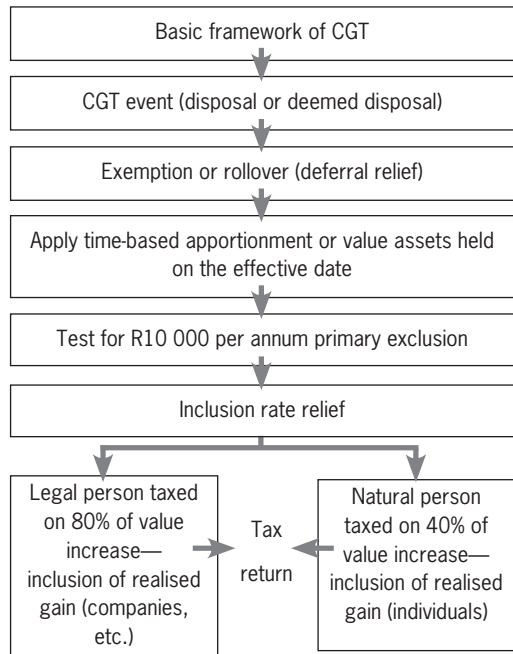 Basic framework of CGT
CGT event (disposal or deemed disposal)
Exemption or rollover (deferral relief)
Apply time-based apportionment or value assets held
on the effective date
Test for R10 000 per annum primary exclusion
Inclusion rate relief
Legal person taxed
on 80% of value
increase—
inclusion of realised
gain (companies,
etc.)
Tax
return
Natural person
taxed on 40% of
value increase—
inclusion of realised
gain (individuals)